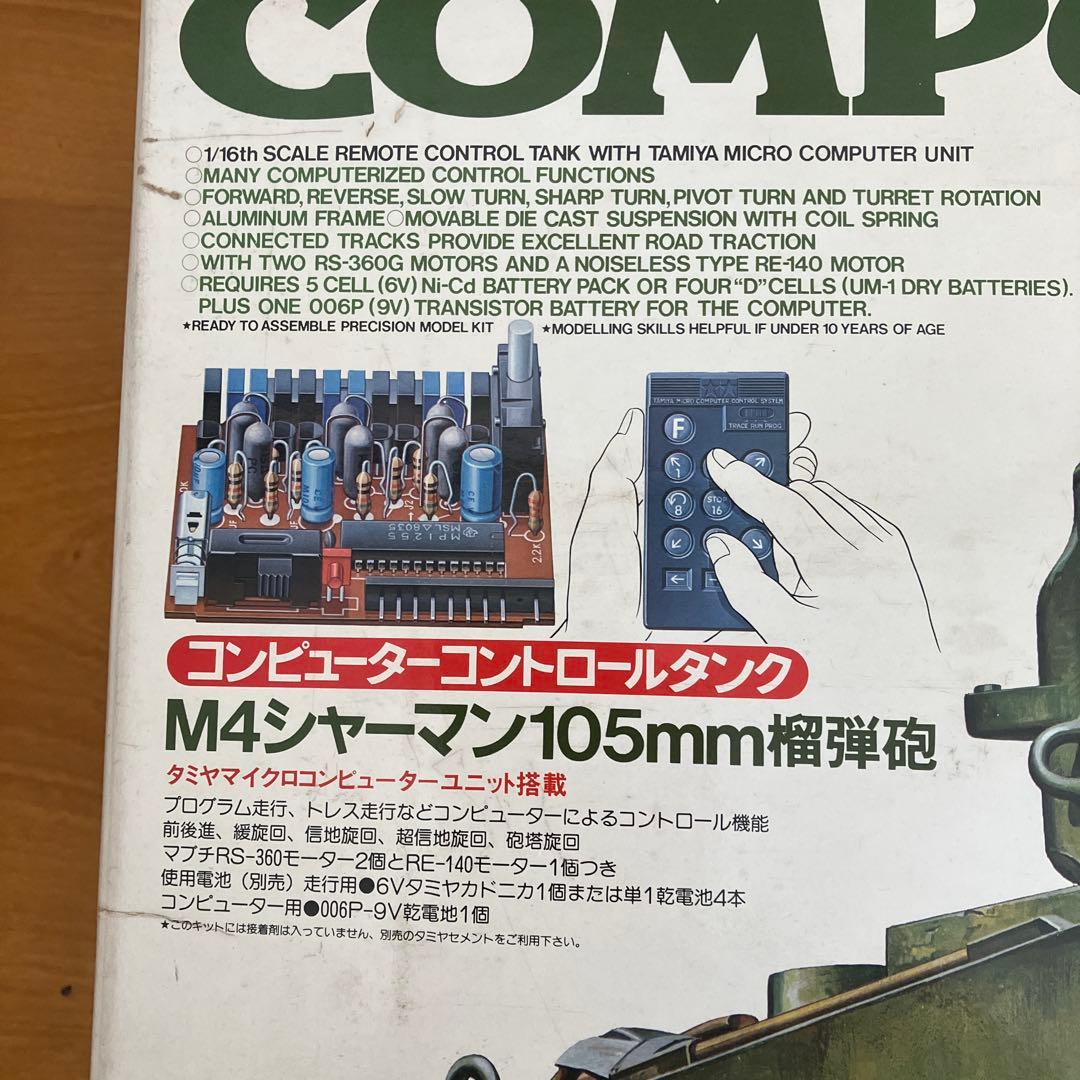 COMP
○1/16th SCALE REMOTE CONTROL TANK WITH TAMIYA MICRO COMPUTER UNIT
○MANY COMPUTERIZED CONTROL FUNCTIONS
○FORWARD, REVERSE, SLOW TURN, SHARP TURN, PIVOT TURN AND TURRET ROTATION
○ALUMINUM FRAME○MOVABLE DIE CAST SUSPENSION WITH COIL SPRING
○CONNECTED TRACKS PROVIDE EXCELLENT ROAD TRACTION
○WITH TWO RS-360G MOTORS AND A NOISELESS TYPE RE-140 MOTOR
○REQUIRES 5 CELL (6V) Ni-Cd BATTERY PACK OR FOUR "D" CELLS (UM-1 DRY BATTERIES).
PLUS ONE 006P (9V) TRANSISTOR BATTERY FOR THE COMPUTER.
★READY TO ASSEMBLE PRECISION MODEL KIT ★MODELLING SKILLS HELPFUL IF UNDER 10 YEARS OF AGE
TAMIYA MICRO COMPUTER CONTROL SYSTEM
TRACE RUN PROG
F
1
8
STOP
16
MP1255
MSL△8035
2.2K
コンピューターコントロールタンク
M4シャーマン105mm榴弾砲
タミヤマイクロコンピューターユニット搭載
プログラム走行、トレス走行などコンピューターによるコントロール機能
前後進、緩旋回、信地旋回、超信地旋回、砲塔旋回
マブチRS-360モーター2個とRE-140モーター1個つき
使用電池（別売）走行用●6Vタミヤカドニカ1個または単1乾電池4本
コンピューター用●006P-9V乾電地1個
★このキットには接着剤は入っていません、別売のタミヤセメントをご利用下さい。